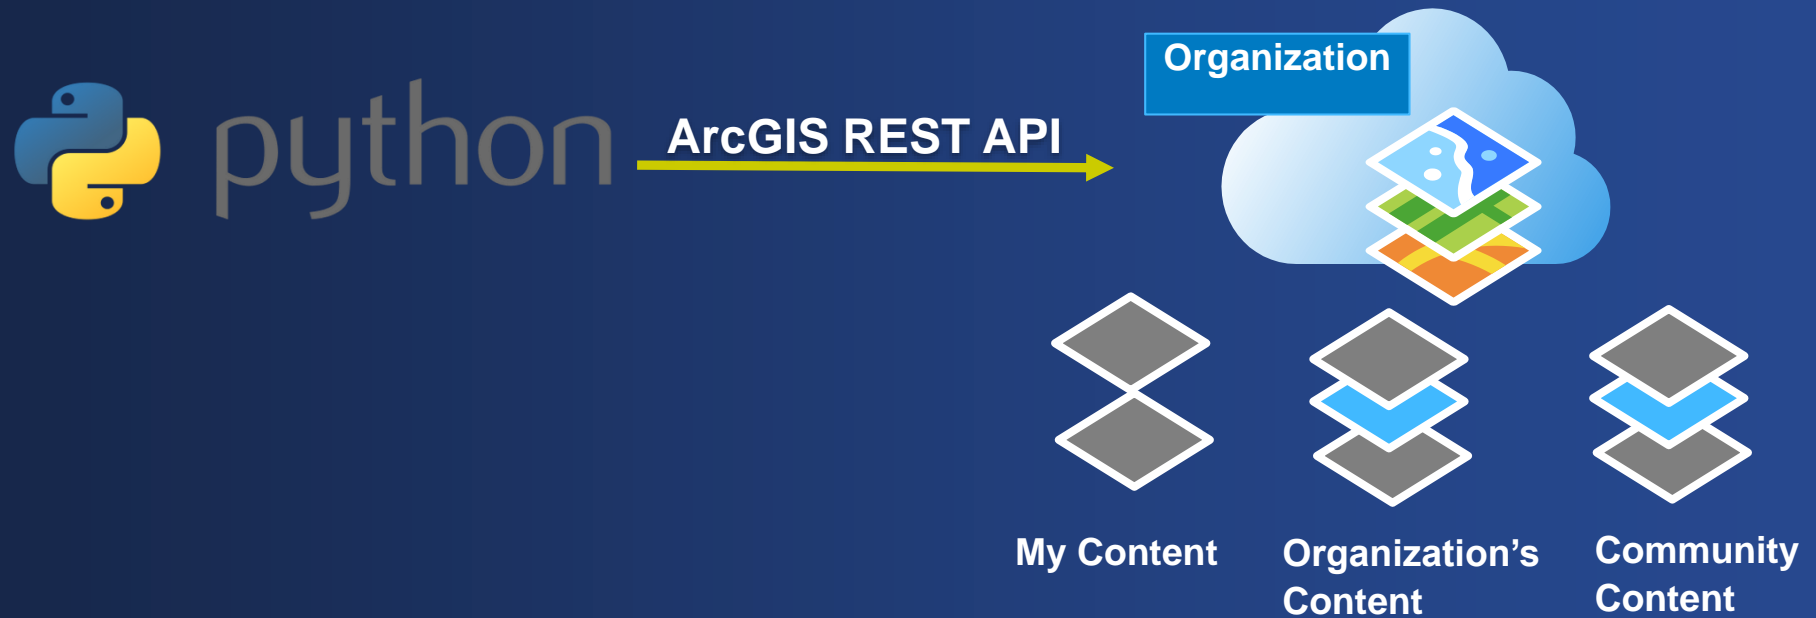 python
ArcGIS REST API
Organization
My Content
Organization’s
Content
Community
Content